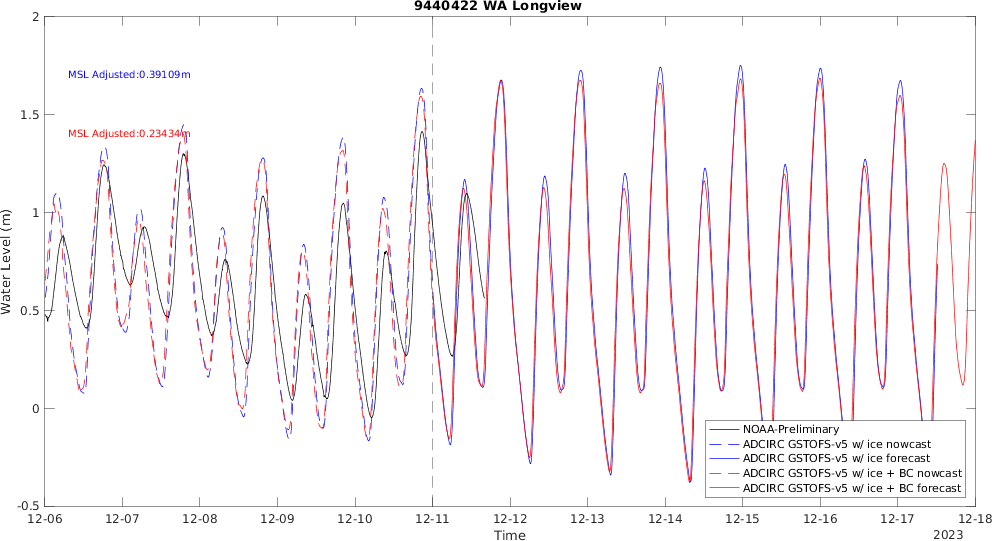 9440422 WA Longview
2
1.5
1
0.5
0
-0.5
Water Level (m)
MSL Adjusted:0.39109m
MSL Adjusted:0.23434m
NOAA-Preliminary
ADCIRC GSTOFS-v5 w/ ice nowcast
ADCIRC GSTOFS-v5 w/ ice forecast
ADCIRC GSTOFS-v5 w/ ice + BC nowcast
ADCIRC GSTOFS-v5 w/ ice + BC forecast
12-06 12-07 12-08 12-09 12-10 12-11 12-12 12-13 12-14 12-15 12-16 12-17 12-18
Time
2023